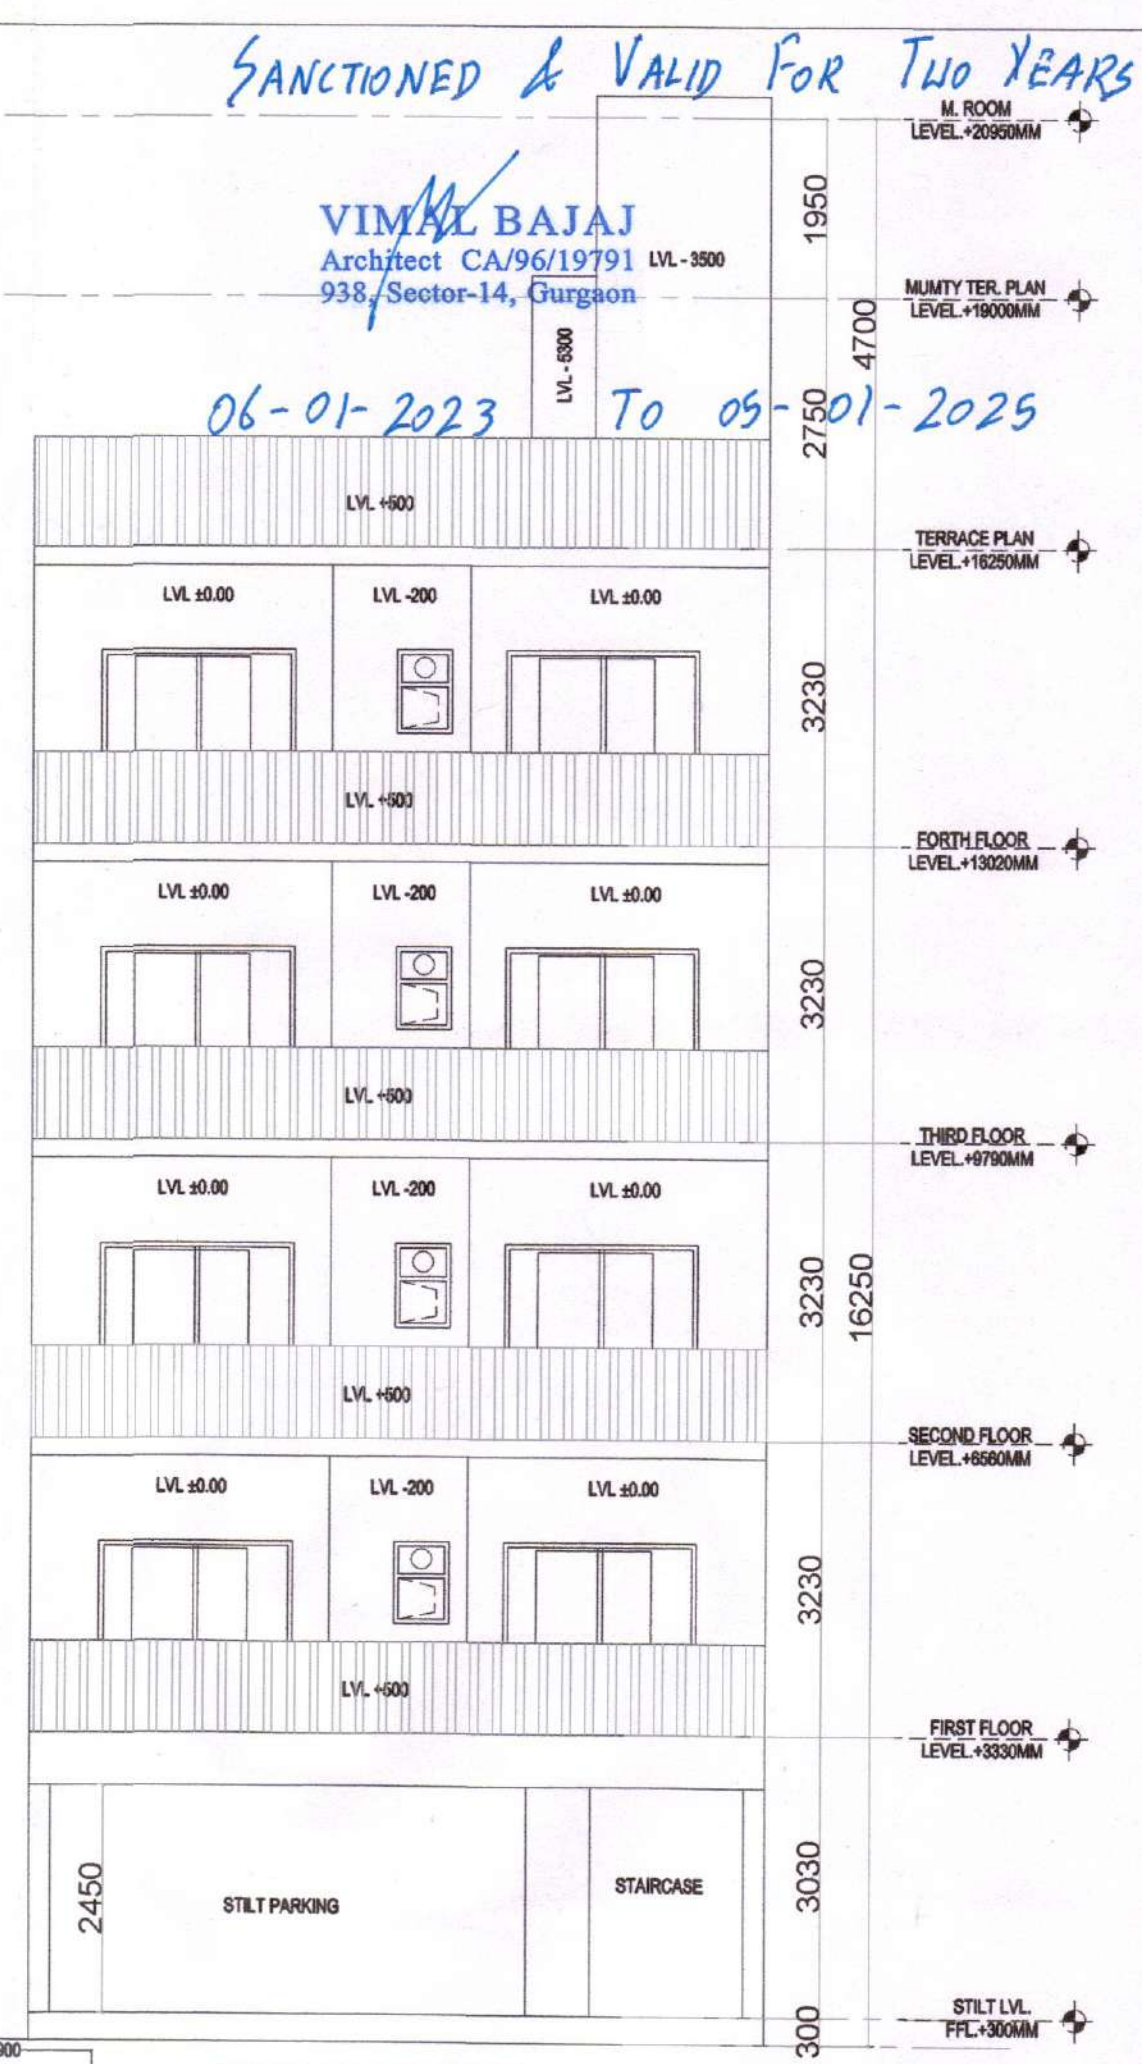 SANCTIONED & VALID FOR TWO YEARS
M. ROOM
LEVEL.+20950MM
1950
VIMAL BAJAJ
Architect CA/96/19791
938, Sector-14, Gurgaon
LVL - 3500
MUMTY TER. PLAN
LEVEL.+19000MM
4700
LVL - 5300
2750
06-01-2023 TO 05-01-2025
LVL +500
TERRACE PLAN
LEVEL.+16250MM
LVL ±0.00 LVL -200 LVL ±0.00
3230
LVL +500
FORTH FLOOR
LEVEL.+13020MM
LVL ±0.00 LVL -200 LVL ±0.00
3230
LVL +500
THIRD FLOOR
LEVEL.+9790MM
LVL ±0.00 LVL -200 LVL ±0.00
3230
16250
LVL +500
SECOND FLOOR
LEVEL.+6560MM
LVL ±0.00 LVL -200 LVL ±0.00
3230
LVL +500
FIRST FLOOR
LEVEL.+3330MM
2450
STILT PARKING
STAIRCASE
3030
STILT LVL.
FFL.+300MM
300